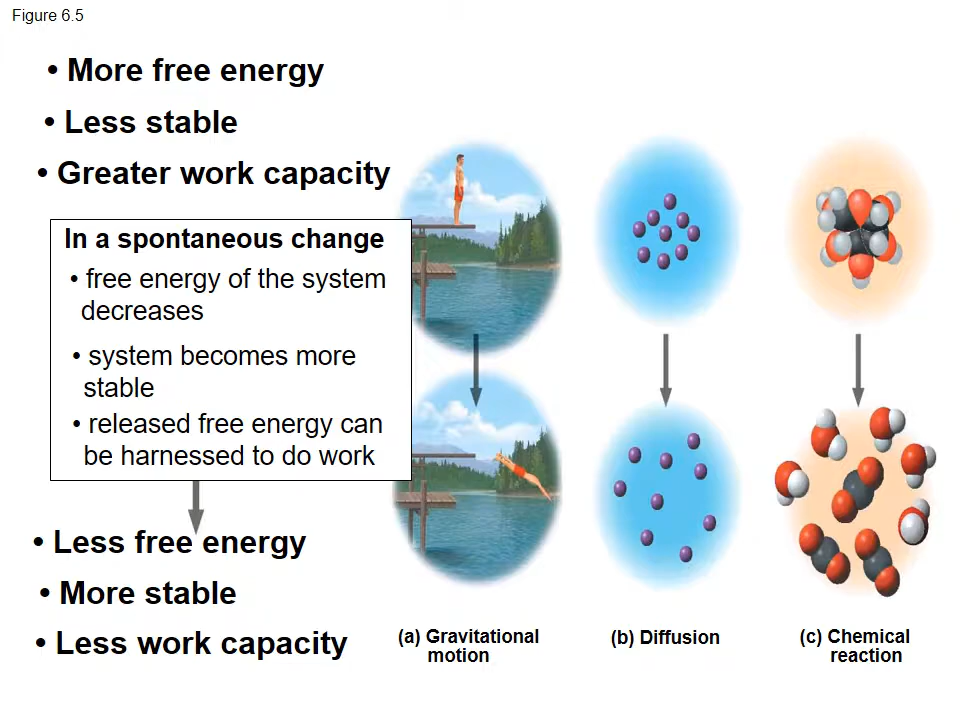 Figure 6.5
• More free energy
• Less stable
• Greater work capacity
In a spontaneous change
• free energy of the system
decreases
• system becomes more
stable
• released free energy can
be harnessed to do work
• Less free energy
• More stable
• Less work capacity
(a) Gravitational
motion
(b) Diffusion
(c) Chemical
reaction